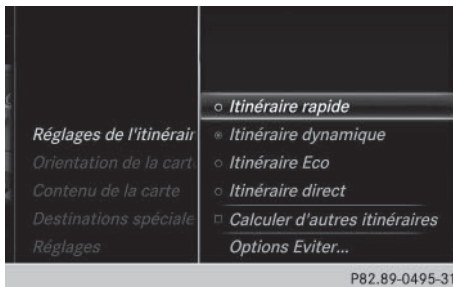 Itinéraire rapide
Réglages de l'itinérair
Itinéraire dynamique
Orientation de la cart
Itinéraire Eco
Contenu de la carte
Itinéraire direct
Destinations spéciale
Calculer d'autres itinéraires
Réglages
Options Eviter...
P82.89-0495-31